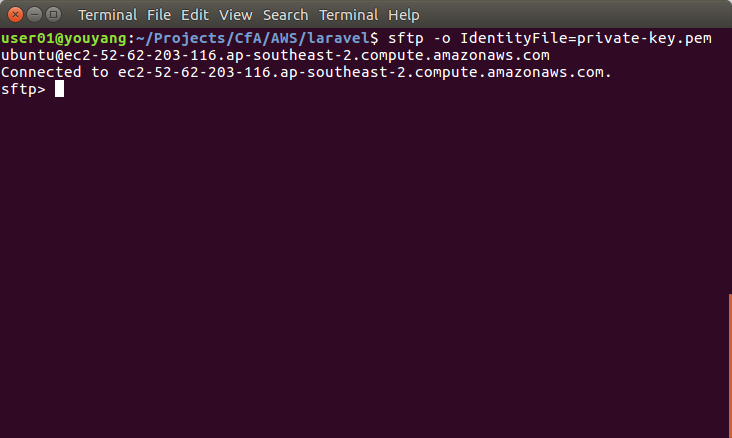 Terminal File Edit View Search Terminal Help
user01@youyang:~/Projects/CfA/AWS/laravel$ sftp -o IdentityFile=private-key.pem
ubuntu@ec2-52-62-203-116.ap-southeast-2.compute.amazonaws.com
Connected to ec2-52-62-203-116.ap-southeast-2.compute.amazonaws.com.
sftp>